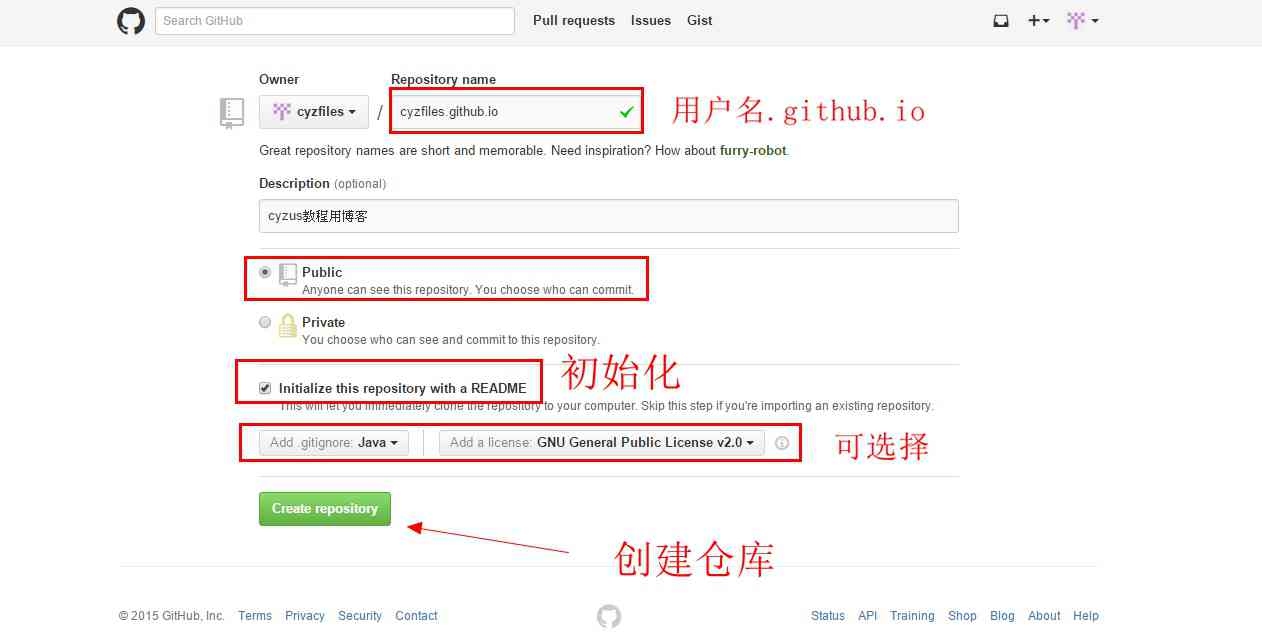 Search GitHub Pull requests Issues Gist
Owner Repository name
cyzfiles / cyzfiles.github.io 用户名.github.io
Great repository names are short and memorable. Need inspiration? How about furry-robot.
Description (optional)
cyzus教程用博客
Public
Anyone can see this repository. You choose who can commit.
Private
You choose who can see and commit to this repository.
初始化
Initialize this repository with a README
This will let you immediately clone the repository to your computer. Skip this step if you're importing an existing repository.
Add .gitignore: Java Add a license: GNU General Public License v2.0 可选择
Create repository
创建仓库
© 2015 GitHub, Inc. Terms Privacy Security Contact Status API Training Shop Blog About Help